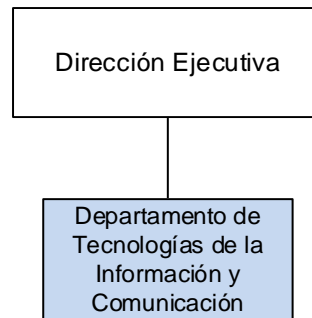 Dirección Ejecutiva
Departamento de
Tecnologías de la
Información y
Comunicación